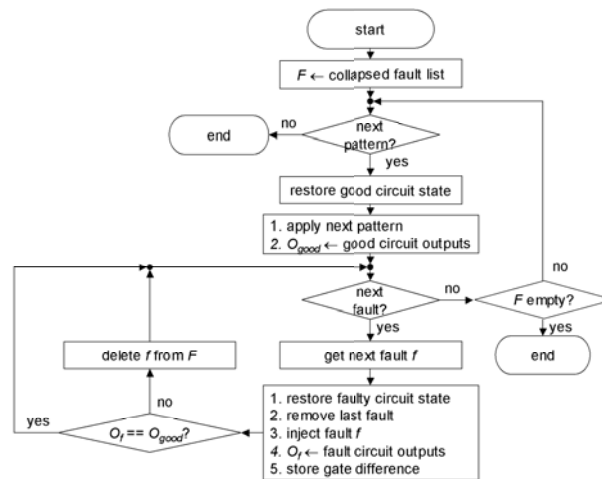 start
F ← collapsed fault list
next
pattern?
no
end
yes
restore good circuit state
1. apply next pattern
2. O_good ← good circuit outputs
next
fault?
no
F empty?
no
yes
end
yes
get next fault f
1. restore faulty circuit state
2. remove last fault
3. inject fault f
4. O_f ← fault circuit outputs
5. store gate difference
O_f == O_good?
yes
no
delete f from F